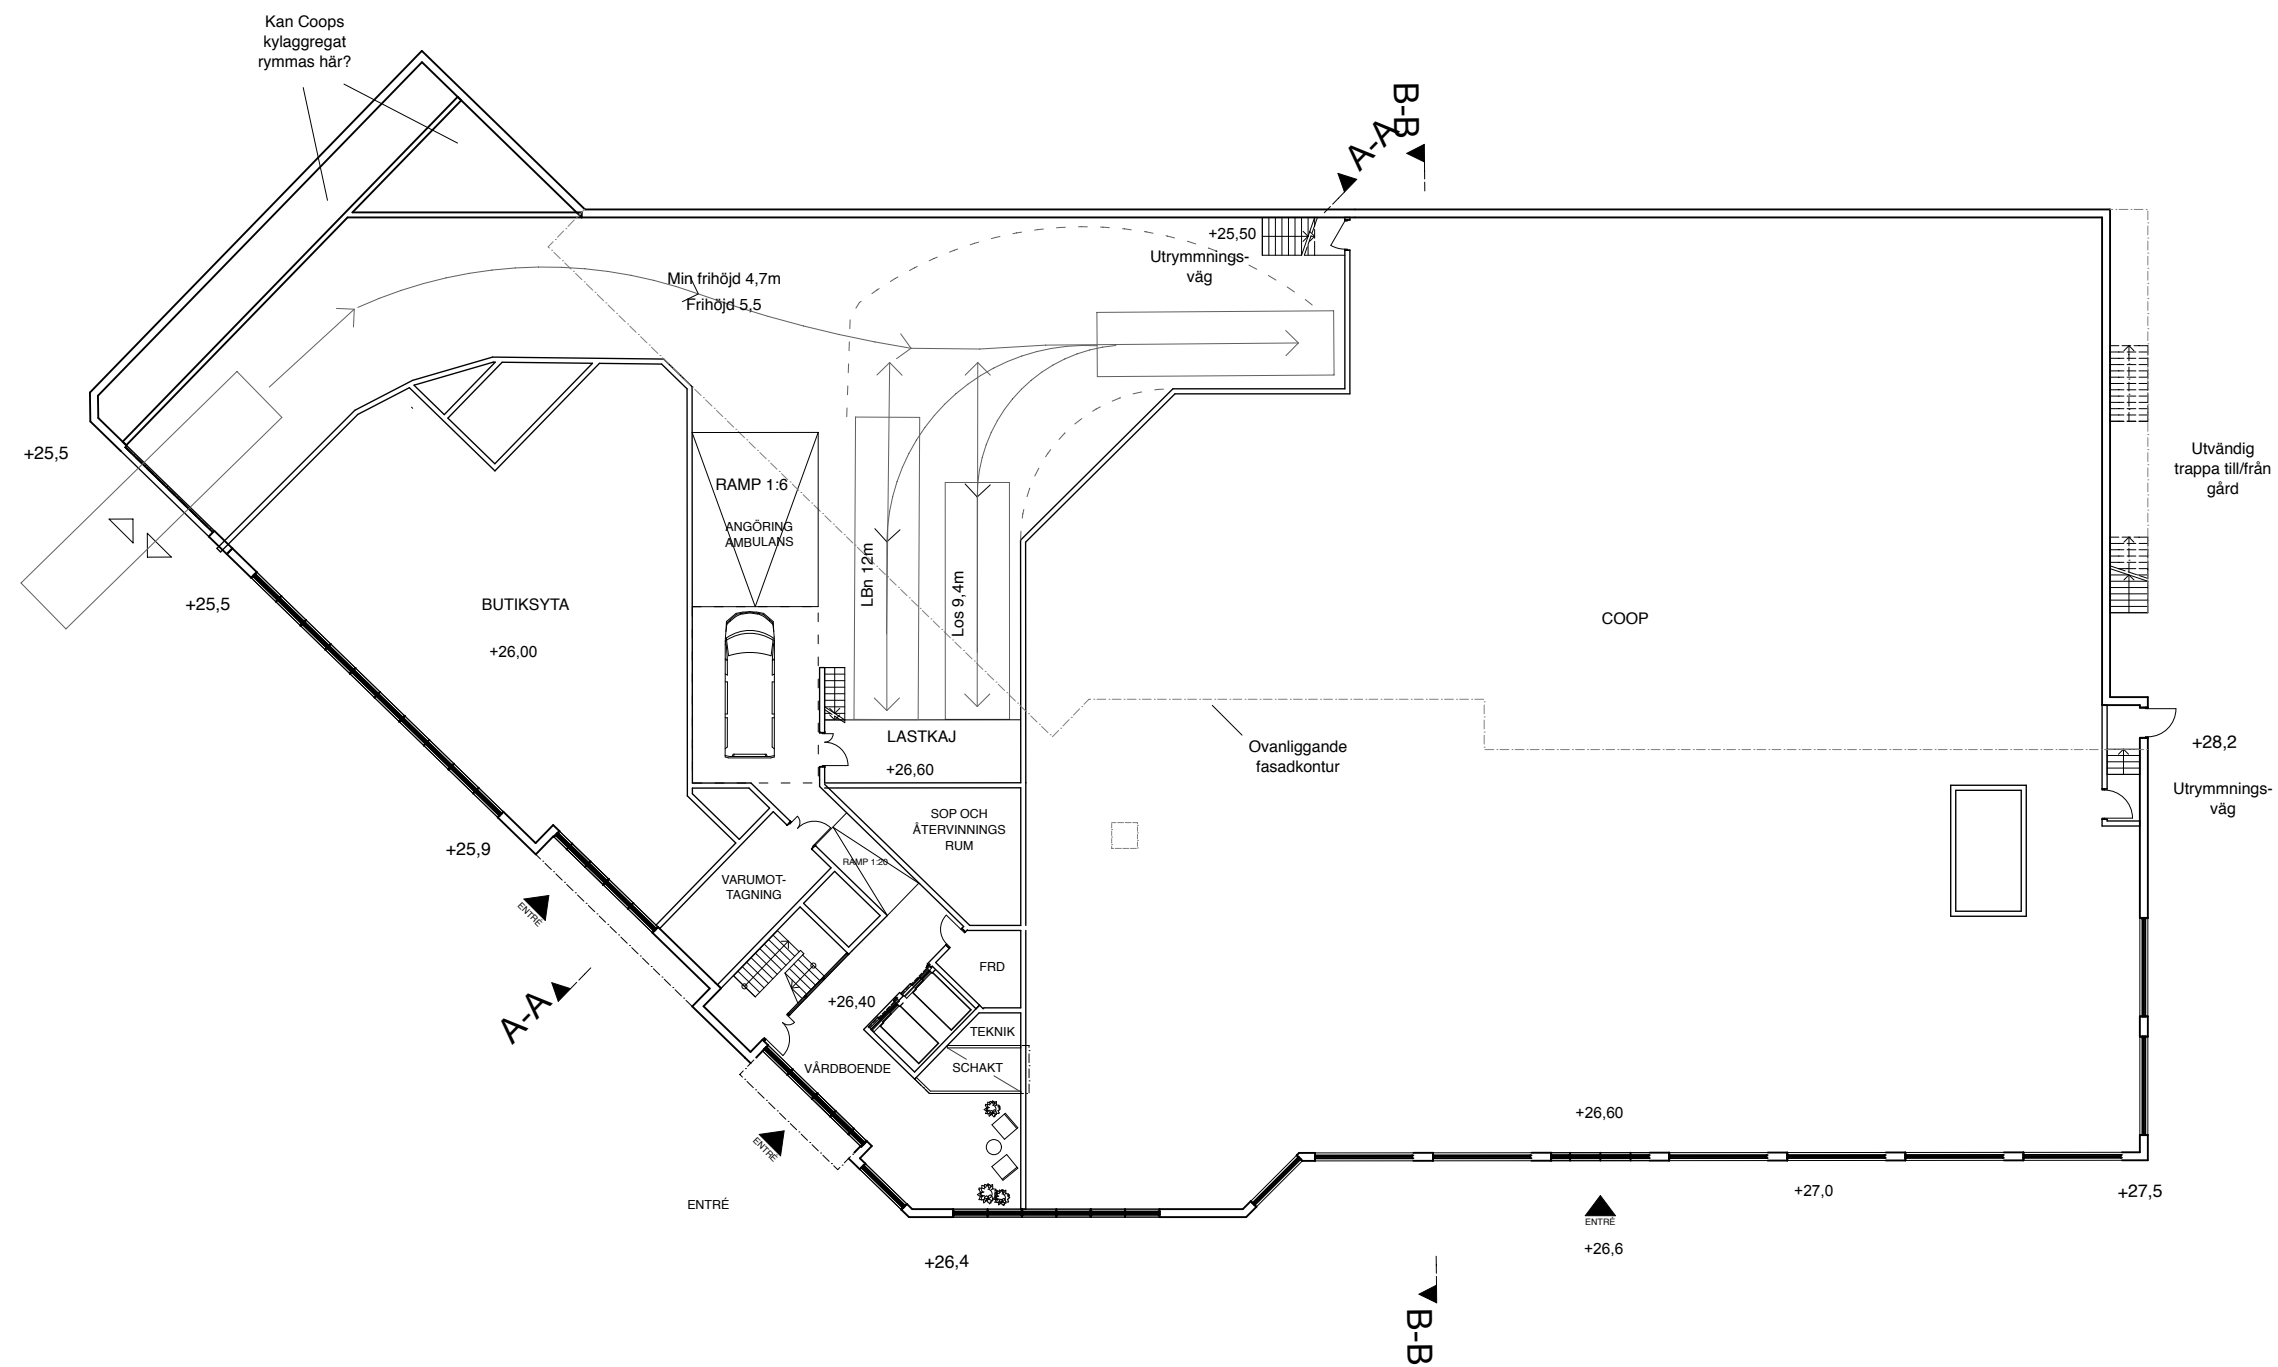 Kan Coops
kylaggregat
rymmas här?
B-B
A-A
+25,50
Utrymmnings-
väg
Min frihöjd 4,7m
Frihöjd 5,5
+25,5
Utvändig
trappa till/från
gård
RAMP 1:6
ANGÖRING
AMBULANS
LBn 12m
Los 9,4m
+25,5
BUTIKSYTA
+26,00
COOP
LASTKAJ
+26,60
Ovanliggande
fasadkontur
+28,2
Utrymmnings-
väg
SOP OCH
ÅTERVINNINGS
RUM
+25,9
RAMP 1:20
VARUMOT-
TAGNING
ENTRÉ
FRD
+26,40
A-A
TEKNIK
SCHAKT
VÅRDBOENDE
+26,60
ENTRÉ
ENTRÉ
+27,0
+27,5
ENTRÉ
+26,6
+26,4
B-B